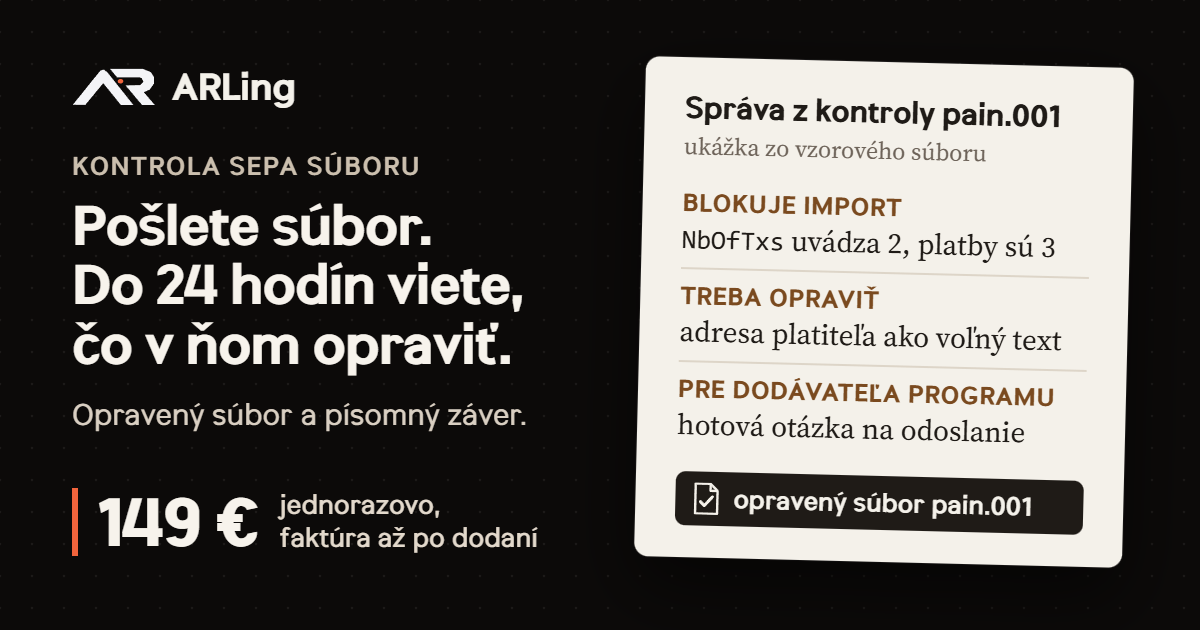 ARLing
KONTROLA SEPA SÚBORU
Pošlete súbor.
Do 24 hodín viete,
čo v ňom opraviť.
Opravený súbor a písomný záver.
149 €
jednorazovo,
faktúra až po dodaní
Správa z kontroly pain.001
ukážka zo vzorového súboru
BLOKUJE IMPORT
NbOfTxs uvádza 2, platby sú 3
TREBA OPRAVIŤ
adresa platiteľa ako voľný text
PRE DODÁVATEĽA PROGRAMU
hotová otázka na odoslanie
opravený súbor pain.001